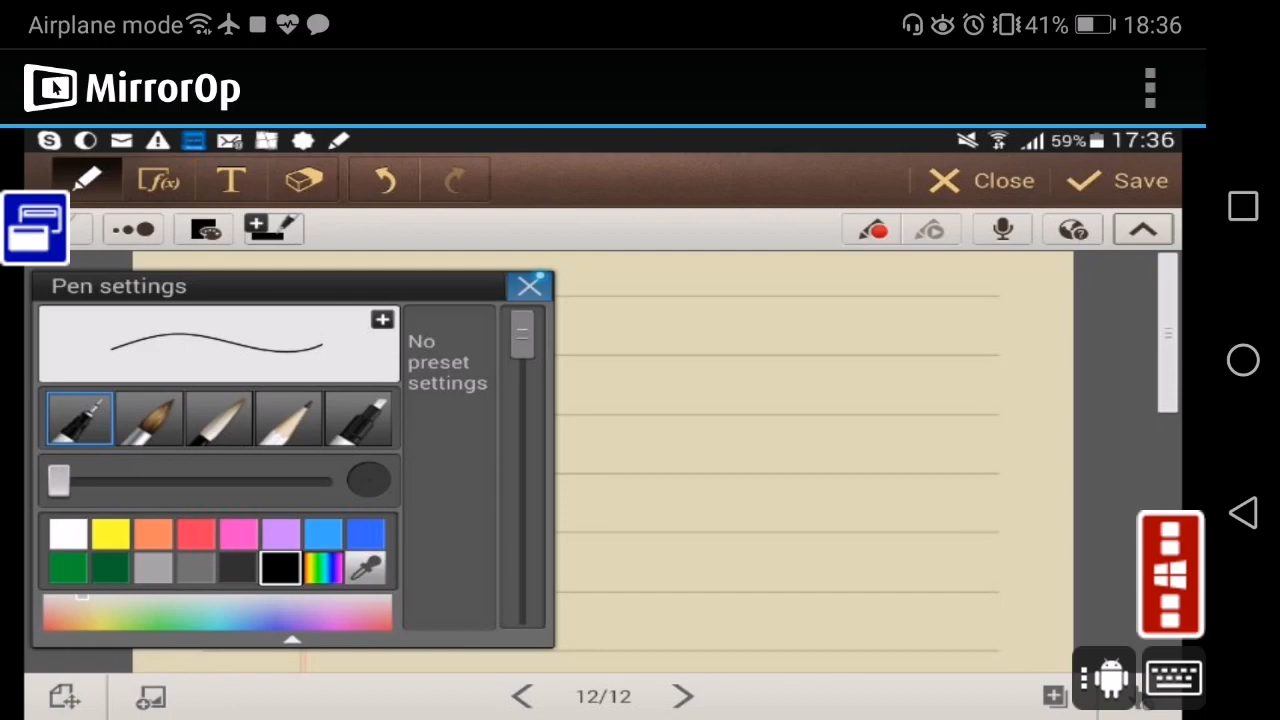 Airplane mode 41% 18:36
MirrorOp
59% 17:36
f(x) T Close Save
Pen settings
No
preset
settings
12/12